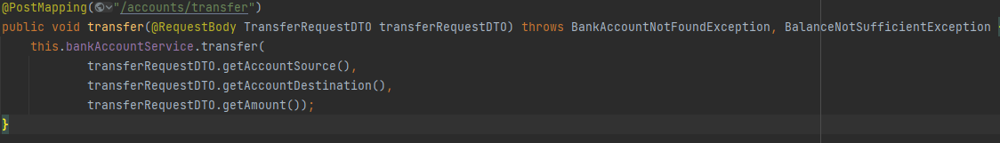 @PostMapping("/accounts/transfer")
public void transfer(@RequestBody TransferRequestDTO transferRequestDTO) throws BankAccountNotFoundException, BalanceNotSufficientException {
    this.bankAccountService.transfer(
            transferRequestDTO.getAccountSource(),
            transferRequestDTO.getAccountDestination(),
            transferRequestDTO.getAmount());
}